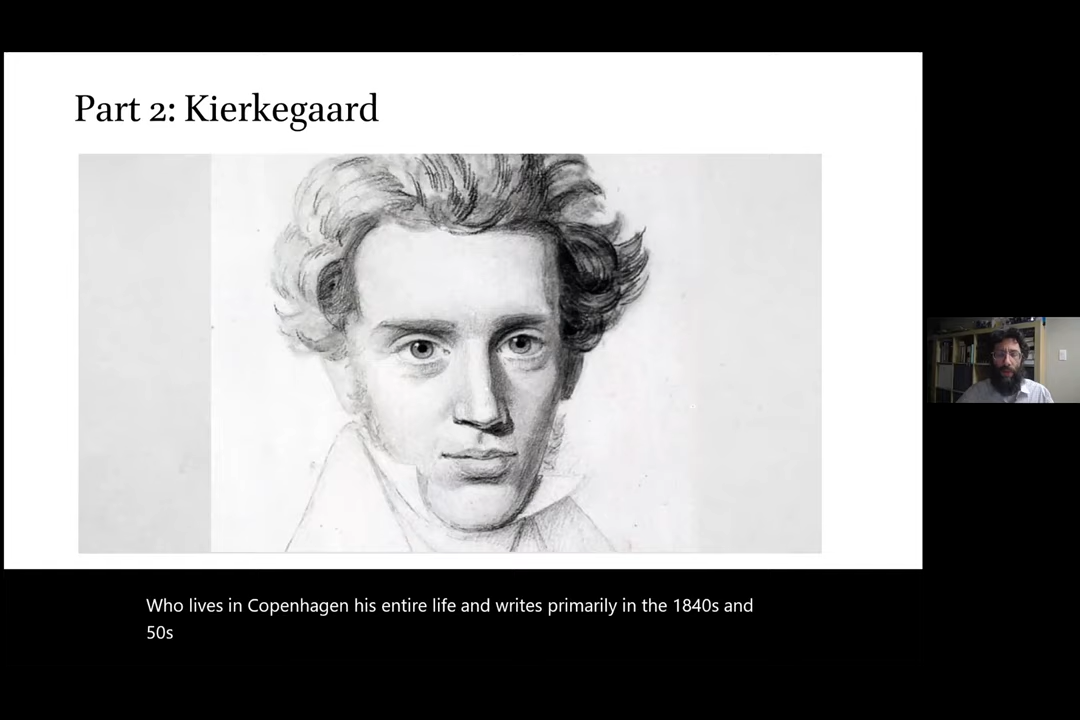 Part 2: Kierkegaard
Who lives in Copenhagen his entire life and writes primarily in the 1840s and
50s